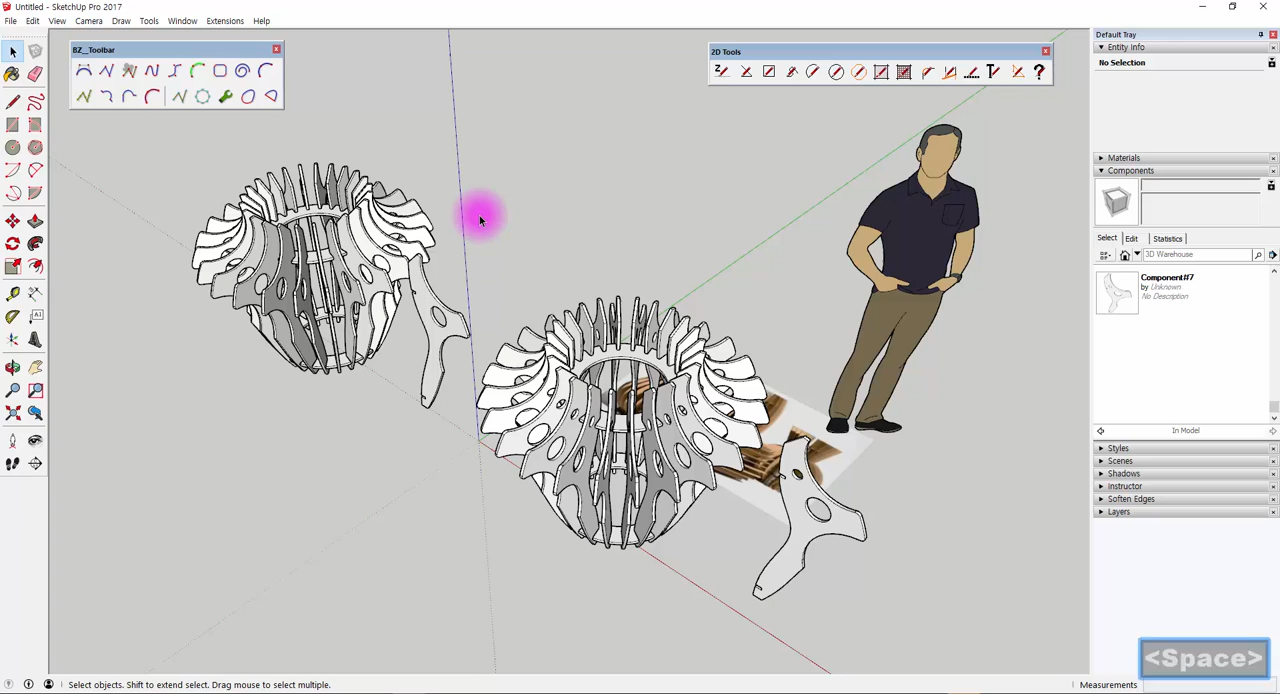 Untitled - SketchUp Pro 2017
File Edit View Camera Draw Tools Window Extensions Help
BZ__Toolbar
2D Tools
Default Tray
Entity Info
No Selection
Materials
Components
Select Edit Statistics
3D Warehouse
Component#7
by Unknown
No Description
In Model
Styles
Scenes
Shadows
Instructor
Soften Edges
Layers
<Space>
Select objects. Shift to extend select. Drag mouse to select multiple.
Measurements